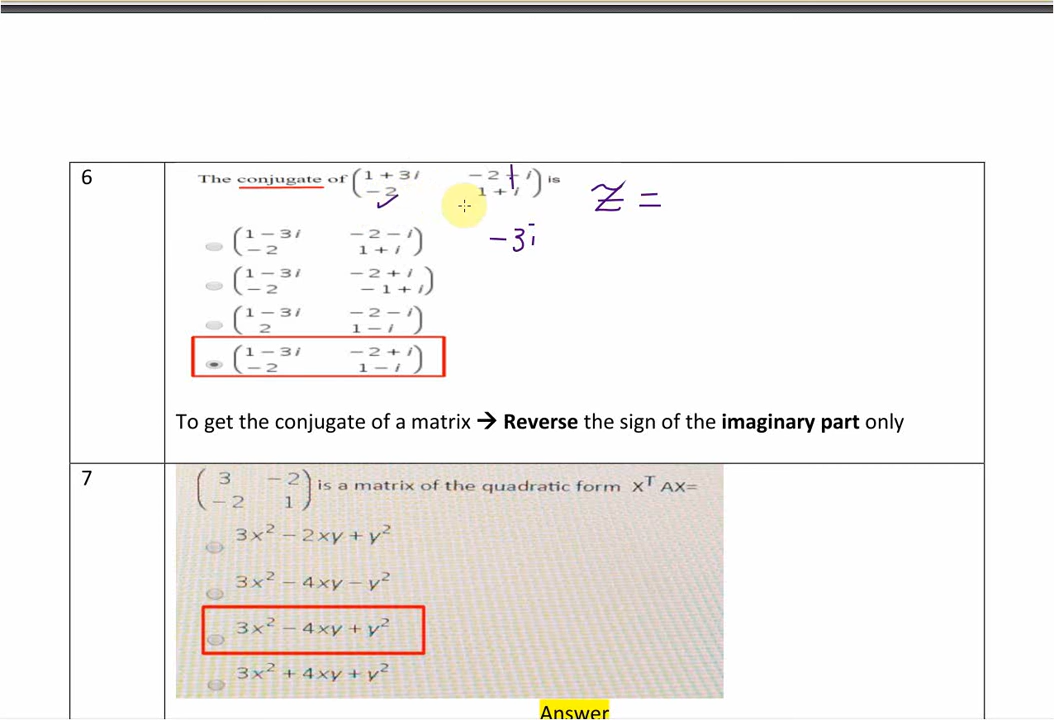 6
The conjugate of (1 + 3i   − 2 + i) is
− 2   1 + i
Z =
− 3i
(1 − 3i   − 2 − i)
− 2   1 + i
(1 − 3i   − 2 + i)
− 2   − 1 + i
(1 − 3i   − 2 − i)
2   1 − i
(1 − 3i   − 2 + i)
− 2   1 − i
To get the conjugate of a matrix → Reverse the sign of the imaginary part only
7
(3   − 2) is a matrix of the quadratic form X^T AX=
− 2   1
3x² − 2xy + y²
3x² − 4xy − y²
3x² − 4xy + y²
3x² + 4xy + y²
Answer